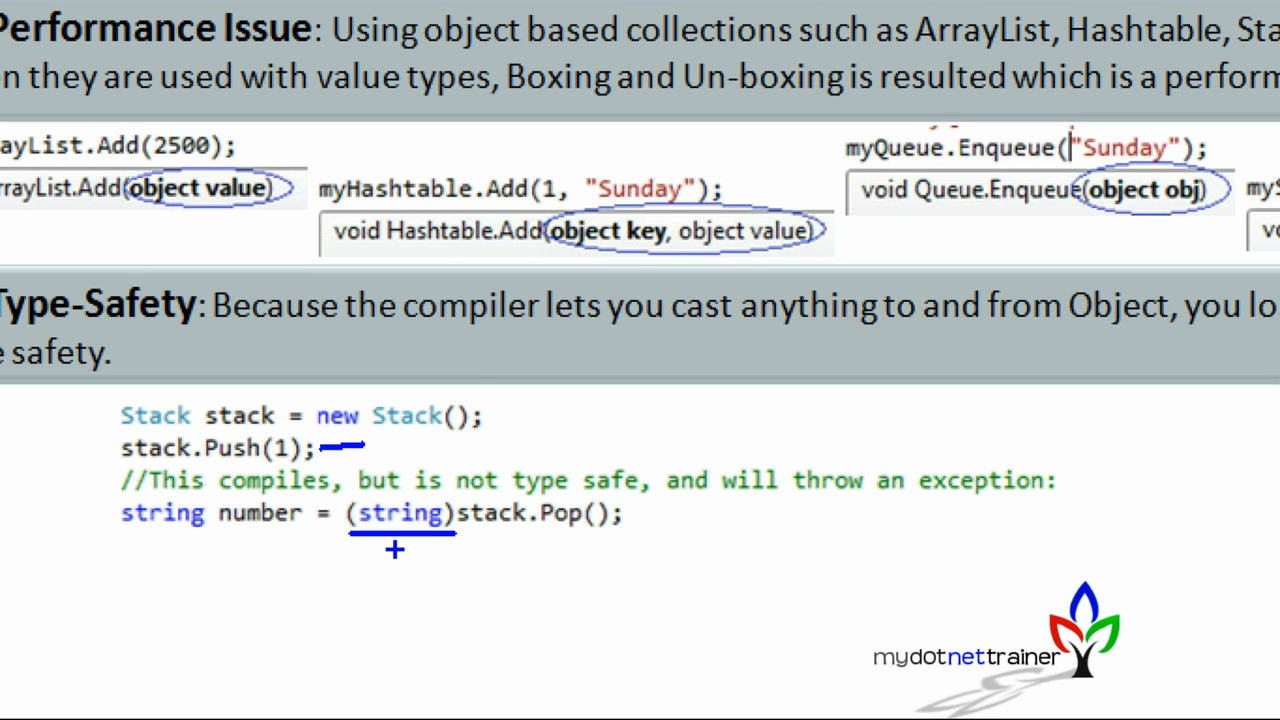 Performance Issue: Using object based collections such as ArrayList, Hashtable, Sta
n they are used with value types, Boxing and Un-boxing is resulted which is a perform
ayList.Add(2500);
rrayList.Add(object value)
myHashtable.Add(1, "Sunday");
void Hashtable.Add(object key, object value)
myQueue.Enqueue("Sunday");
void Queue.Enqueue(object obj)
myS
vo
Type-Safety: Because the compiler lets you cast anything to and from Object, you lo
e safety.
Stack stack = new Stack();
stack.Push(1);
//This compiles, but is not type safe, and will throw an exception:
string number = (string)stack.Pop();
mydotnettrainer